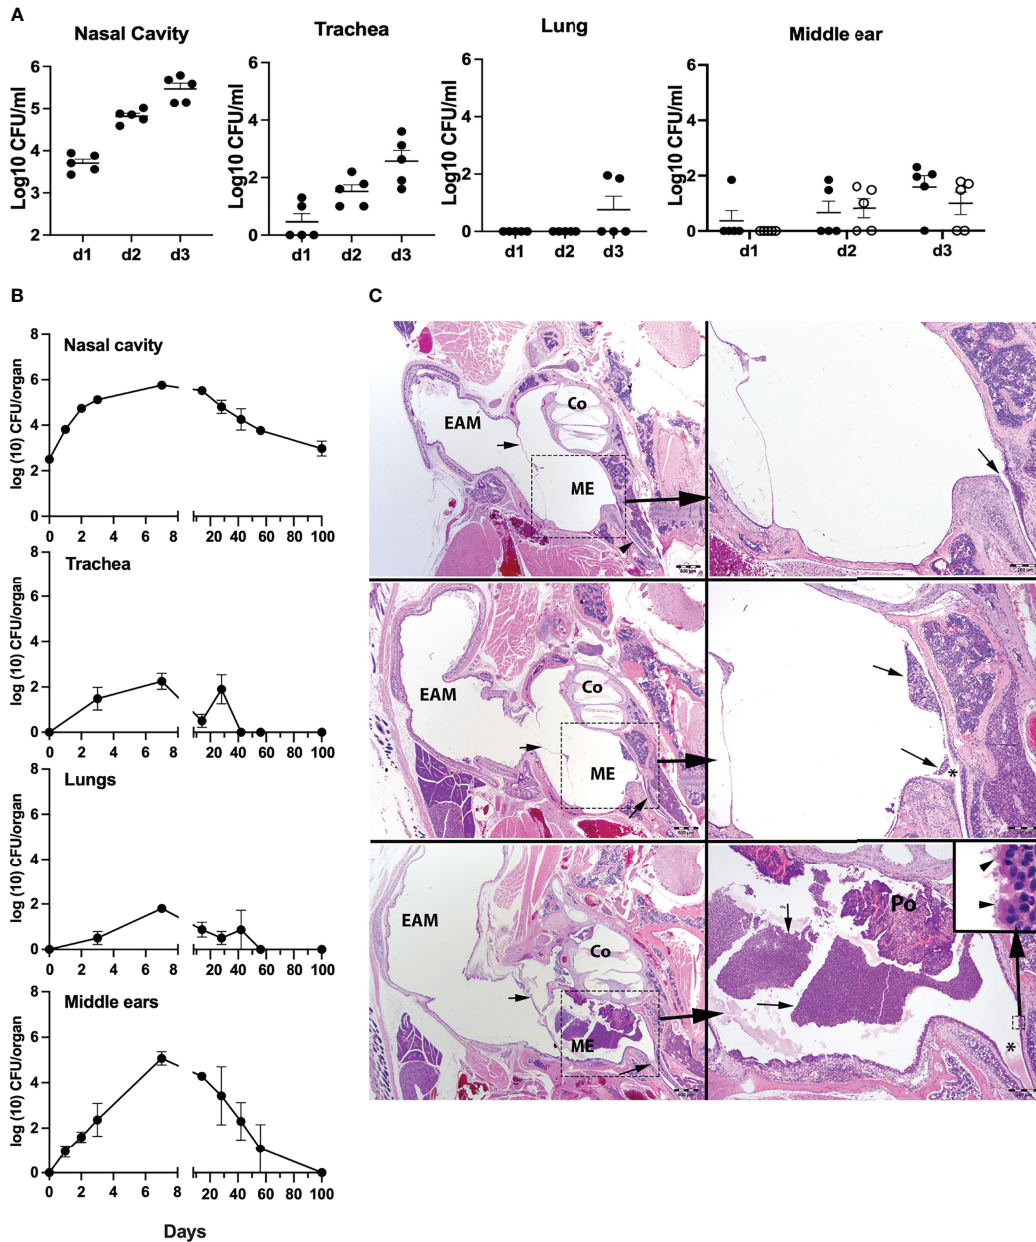 A
Nasal Cavity
Trachea
Lung
Middle ear
Log10 CFU/ml
6
5
4
3
2
d1 d2 d3
Log10 CFU/ml
6
4
2
0
d1 d2 d3
Log10 CFU/ml
6
4
2
0
d1 d2 d3
Log10 CFU/ml
6
4
2
0
d1 d2 d3
B
Nasal cavity
log (10) CFU/organ
8
6
4
2
0
0 2 4 6 8 20 40 60 80 100
Trachea
log (10) CFU/organ
8
6
4
2
0
0 2 4 6 8 20 40 60 80 100
Lungs
log (10) CFU/organ
8
6
4
2
0
0 2 4 6 8 20 40 60 80 100
Middle ears
log (10) CFU/organ
8
6
4
2
0
0 2 4 6 8 20 40 60 80 100
Days
C
EAM
Co
ME
EAM
Co
ME
*
EAM
Co
ME
Po
*